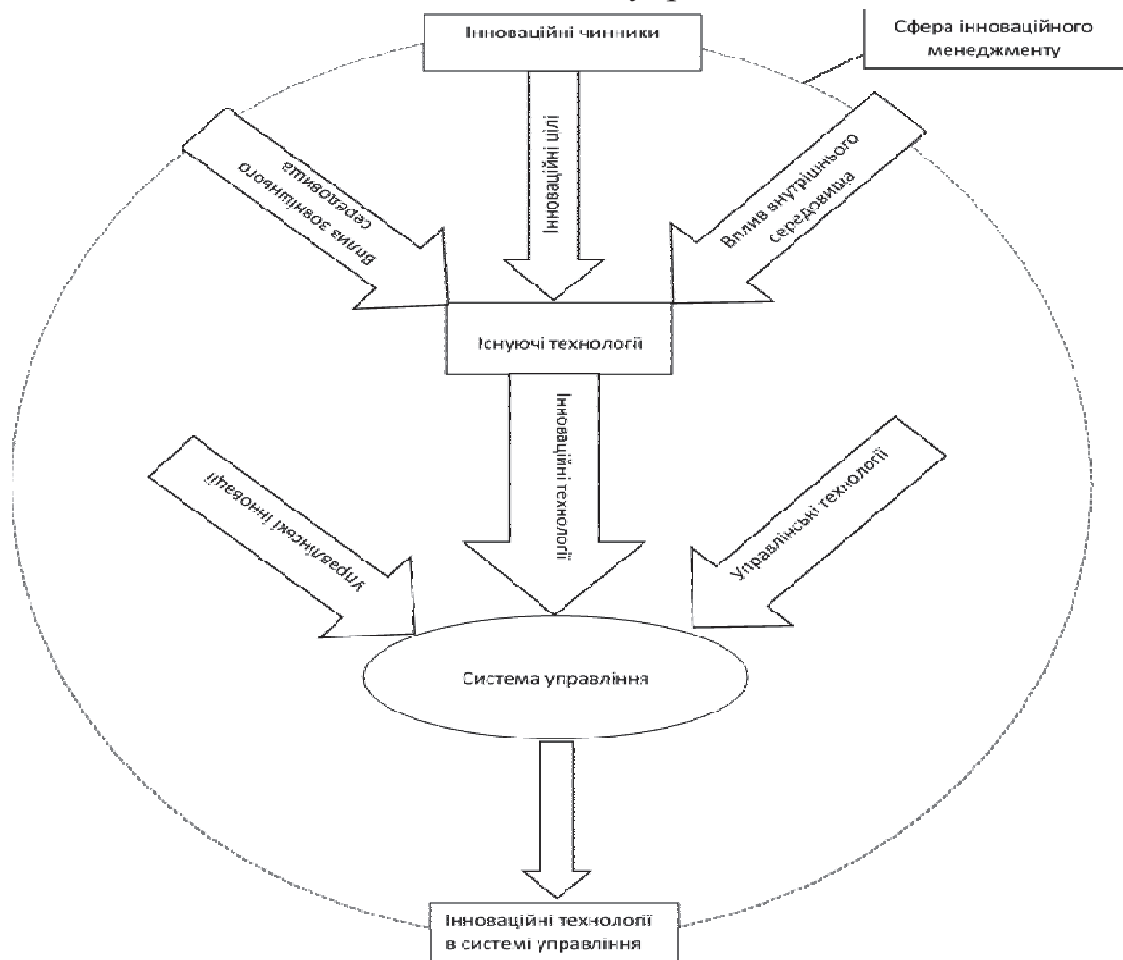 Інноваційні чинники
Сфера інноваційного
менеджменту
Вплив зовнішнього
середовища
Інноваційні цілі
Вплив внутрішнього
середовища
Існуючі технології
Інноваційні технології
Управлінські інновації
Управлінські технології
Система управління
Інноваційні технології
в системі управління